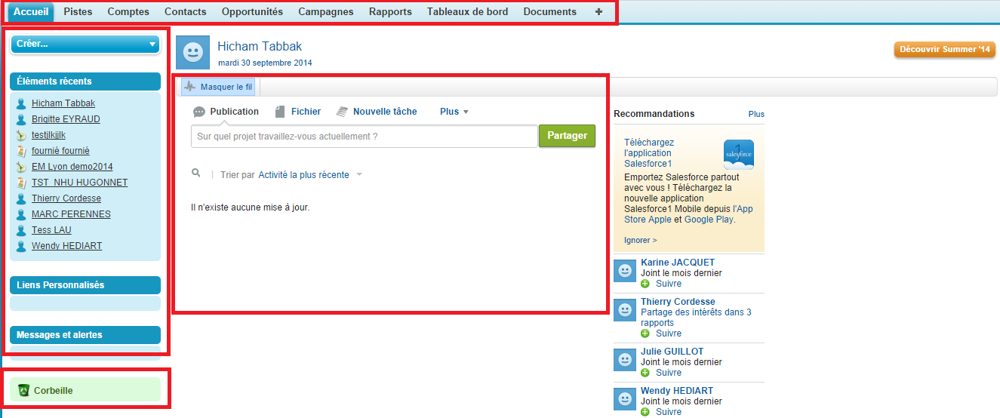 Accueil Pistes Comptes Contacts Opportunités Campagnes Rapports Tableaux de bord Documents +
Créer...
Éléments récents
Hicham Tabbak
Brigitte EYRAUD
testjlkjjlk
fournié fournié
EM Lyon demo2014
TST_NHU HUGONNET
Thierry Cordesse
MARC PERENNES
Tess LAU
Wendy HEDIART
Liens Personnalisés
Messages et alertes
Corbeille
Hicham Tabbak
mardi 30 septembre 2014
Découvrir Summer '14
Masquer le fil
Publication Fichier Nouvelle tâche Plus
Sur quel projet travaillez-vous actuellement ?
Partager
Trier par Activité la plus récente
Il n'existe aucune mise à jour.
Recommandations Plus
Téléchargez
l'application
Salesforce1
1
salesforce
Emportez Salesforce partout
avec vous ! Téléchargez la
nouvelle application
Salesforce1 Mobile depuis l'App
Store Apple et Google Play.
Ignorer >
Karine JACQUET
Joint le mois dernier
Suivre
Thierry Cordesse
Partage des intérêts dans 3
rapports
Suivre
Julie GUILLOT
Joint le mois dernier
Suivre
Wendy HEDIART
Joint le mois dernier
Suivre